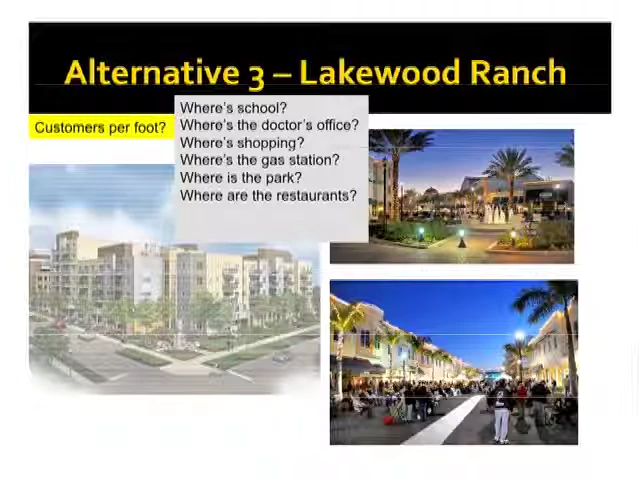 Alternative 3 – Lakewood Ranch
Customers per foot?
Where's school?
Where's the doctor's office?
Where's shopping?
Where's the gas station?
Where is the park?
Where are the restaurants?